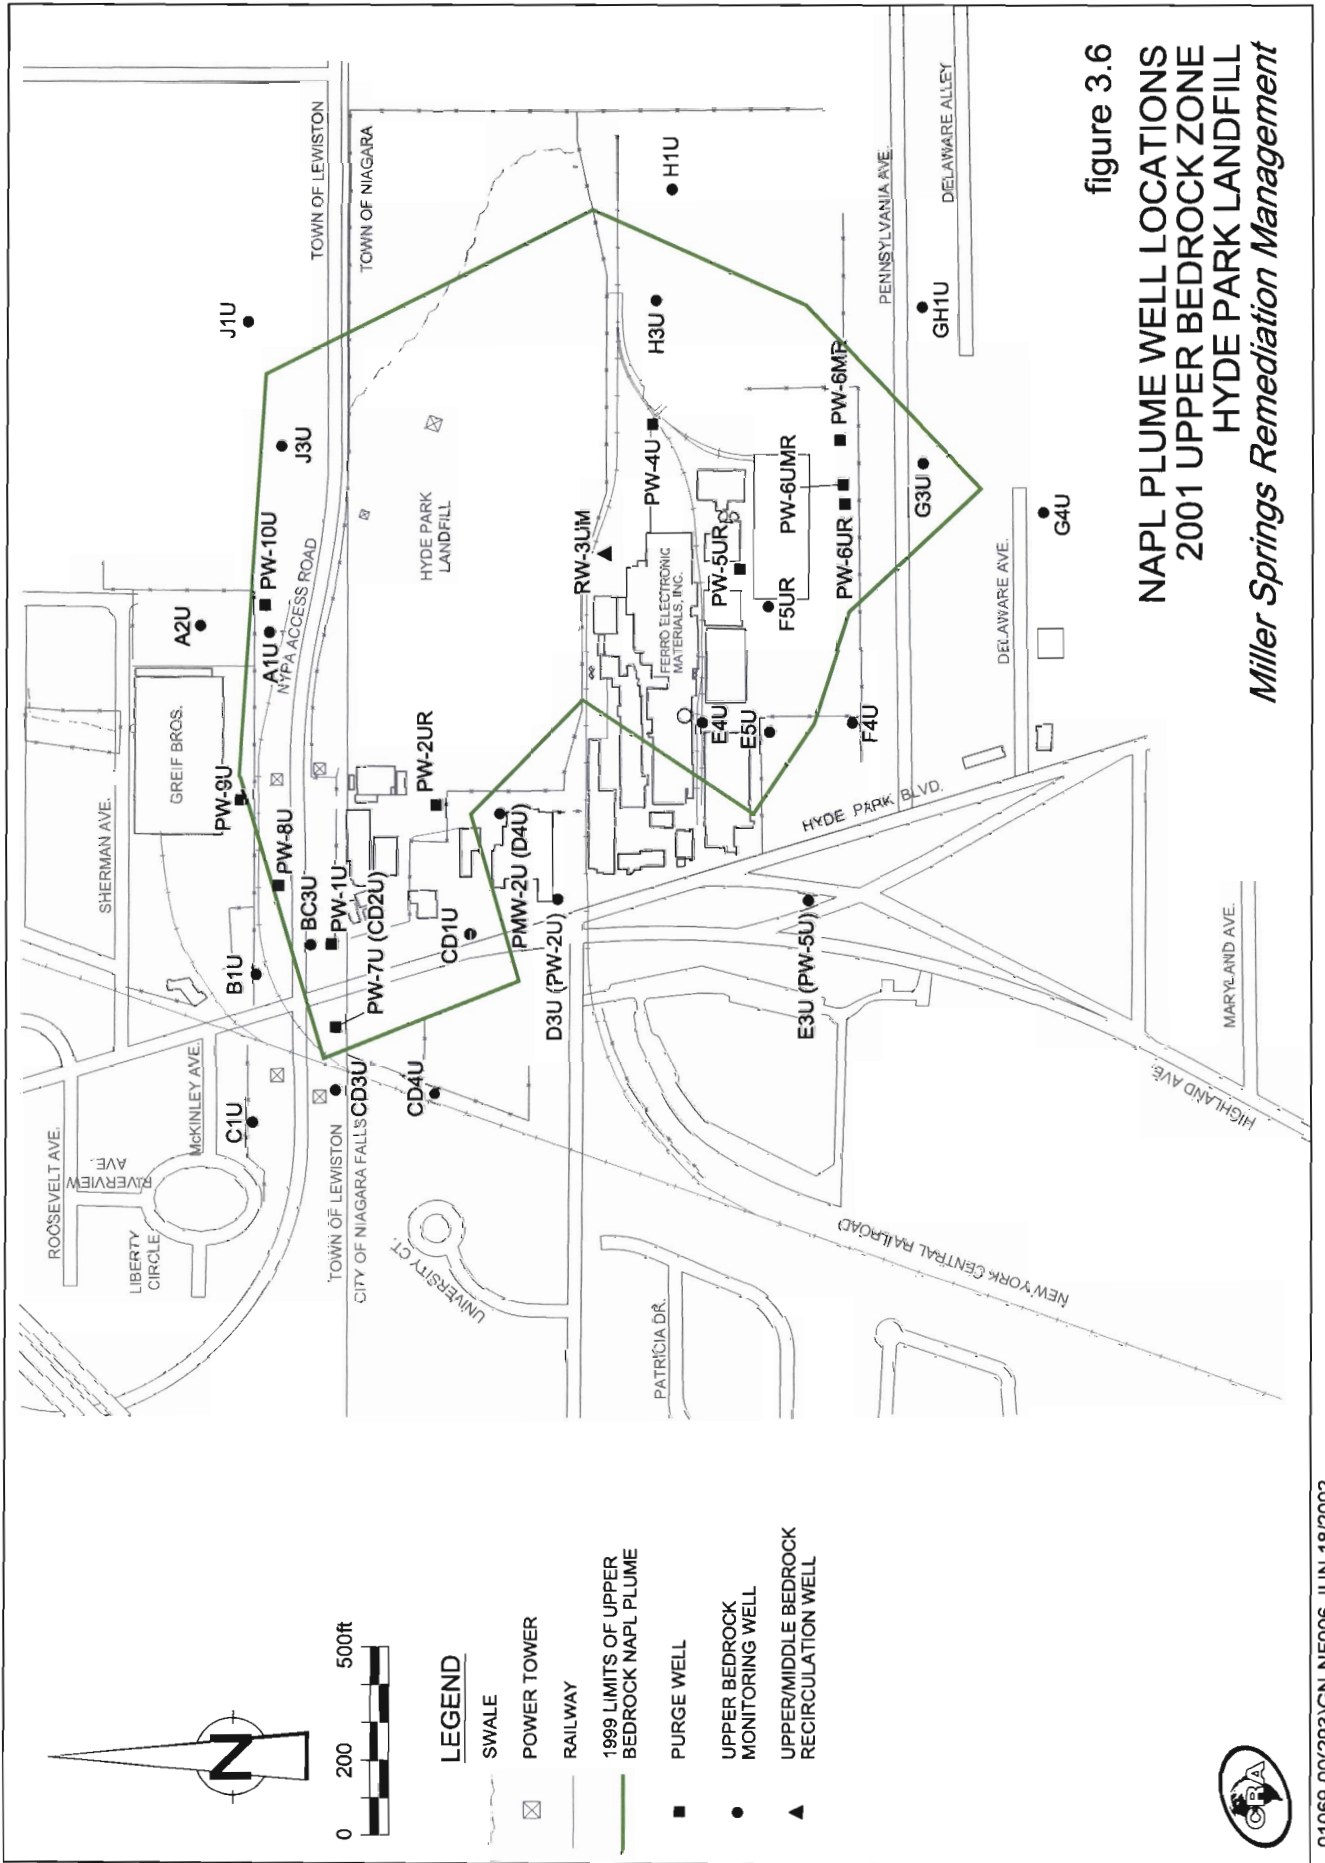 TOWN OF LEWISTON
TOWN OF NIAGARA
J1U
J3U
H1U
H3U
PENNSYLVANIA AVE.
DELAWARE ALLEY
GH1U
HYDE PARK
LANDFILL
A2U
A1U
PW-10U
NYPA ACCESS ROAD
GREIF BROS.
SHERMAN AVE.
PW-9U
PW-8U
PW-2UR
RW-3UM
PW-4U
FERRO ELECTRONIC
MATERIALS, INC.
PW-5UR
PW-6UMR
PW-6MR
PW-6UR
F5UR
G3U
G4U
DELAWARE AVE.
E4U
E5U
F4U
HYDE PARK BLVD.
BC3U
PW-1U
PW-7U (CD2U)
CD1U
PMW-2U (D4U)
D3U (PW-2U)
E3U (PW-5U)
B1U
C1U
CD3U
CD4U
McKINLEY AVE.
ROOSEVELT AVE.
RIVERVIEW
AVE.
LIBERTY
CIRCLE
TOWN OF LEWISTON
CITY OF NIAGARA FALLS
UNIVERSITY CT.
PATRICIA DR.
NEW YORK CENTRAL RAILROAD
HIGHLAND AVE.
MARYLAND AVE.
N
0 200 500ft
LEGEND
SWALE
POWER TOWER
RAILWAY
1999 LIMITS OF UPPER
BEDROCK NAPL PLUME
PURGE WELL
UPPER BEDROCK
MONITORING WELL
UPPER/MIDDLE BEDROCK
RECIRCULATION WELL
figure 3.6
NAPL PLUME WELL LOCATIONS
2001 UPPER BEDROCK ZONE
HYDE PARK LANDFILL
Miller Springs Remediation Management
CRA